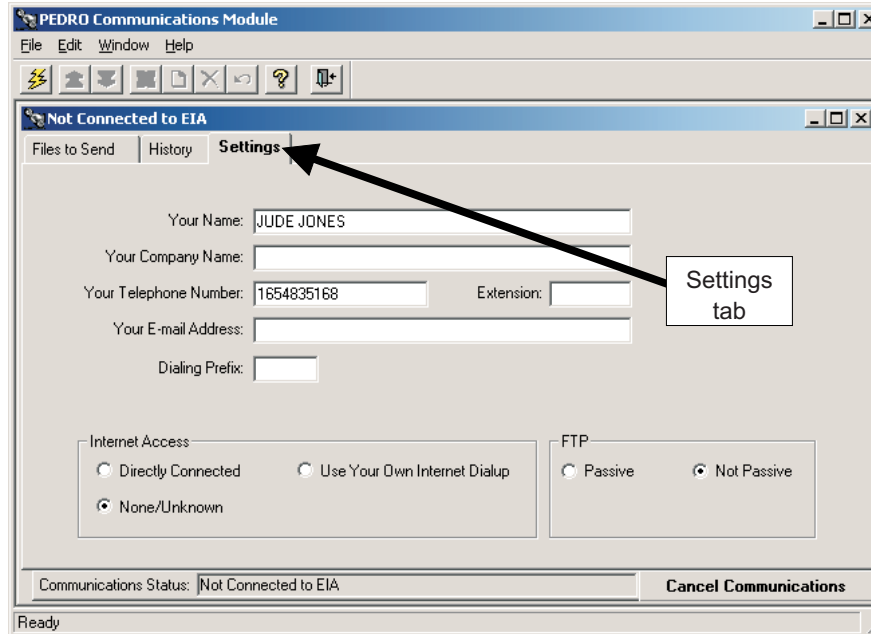 PEDRO Communications Module
File Edit Window Help
Not Connected to EIA
Files to Send History Settings
Your Name: JUDE JONES
Your Company Name:
Your Telephone Number: 1654835168 Extension:
Your E-mail Address:
Dialing Prefix:
Settings
tab
Internet Access FTP
Directly Connected Use Your Own Internet Dialup Passive Not Passive
None/Unknown
Communications Status: Not Connected to EIA Cancel Communications
Ready